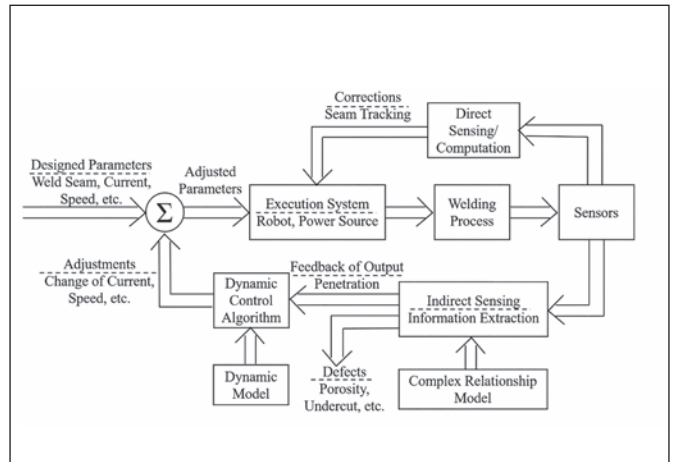 Corrections
Seam Tracking
Direct
Sensing/
Computation
Designed Parameters
Weld Seam, Current,
Speed, etc.
Adjusted
Parameters
Σ
Execution System
Robot, Power Source
Welding
Process
Sensors
Adjustments
Change of Current,
Speed, etc.
Dynamic
Control
Algorithm
Feedback of Output
Penetration
Indirect Sensing
Information Extraction
Dynamic
Model
Defects
Porosity,
Undercut, etc.
Complex Relationship
Model